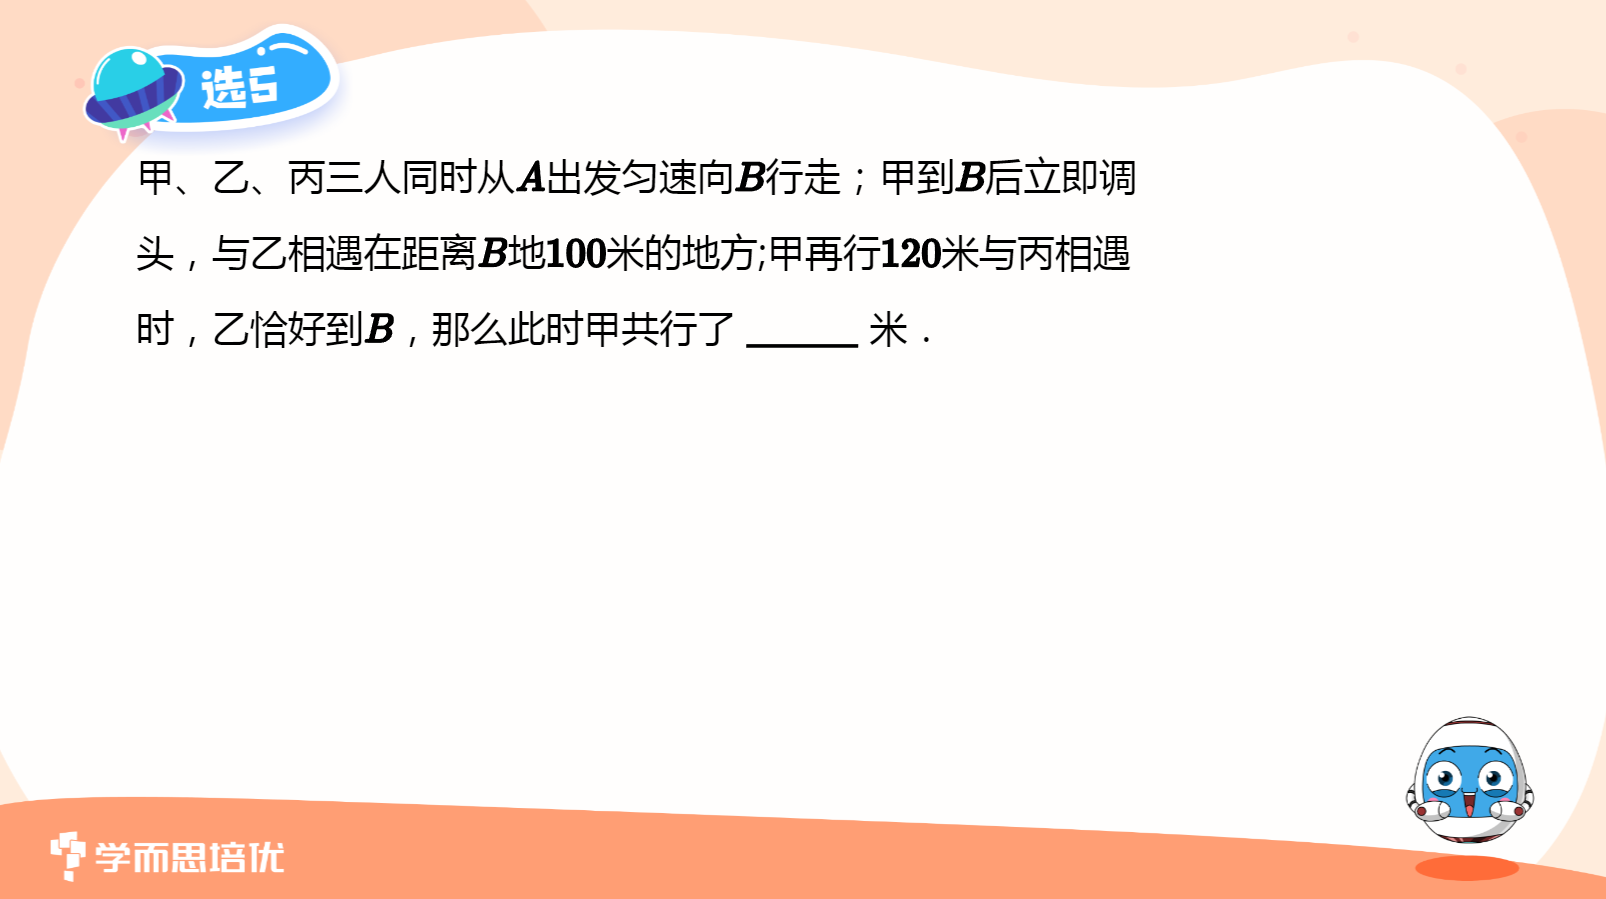 选5
甲、乙、丙三人同时从A出发匀速向B行走；甲到B后立即调
头，与乙相遇在距离B地100米的地方;甲再行120米与丙相遇
时，乙恰好到B，那么此时甲共行了 ______ 米．
学而思培优